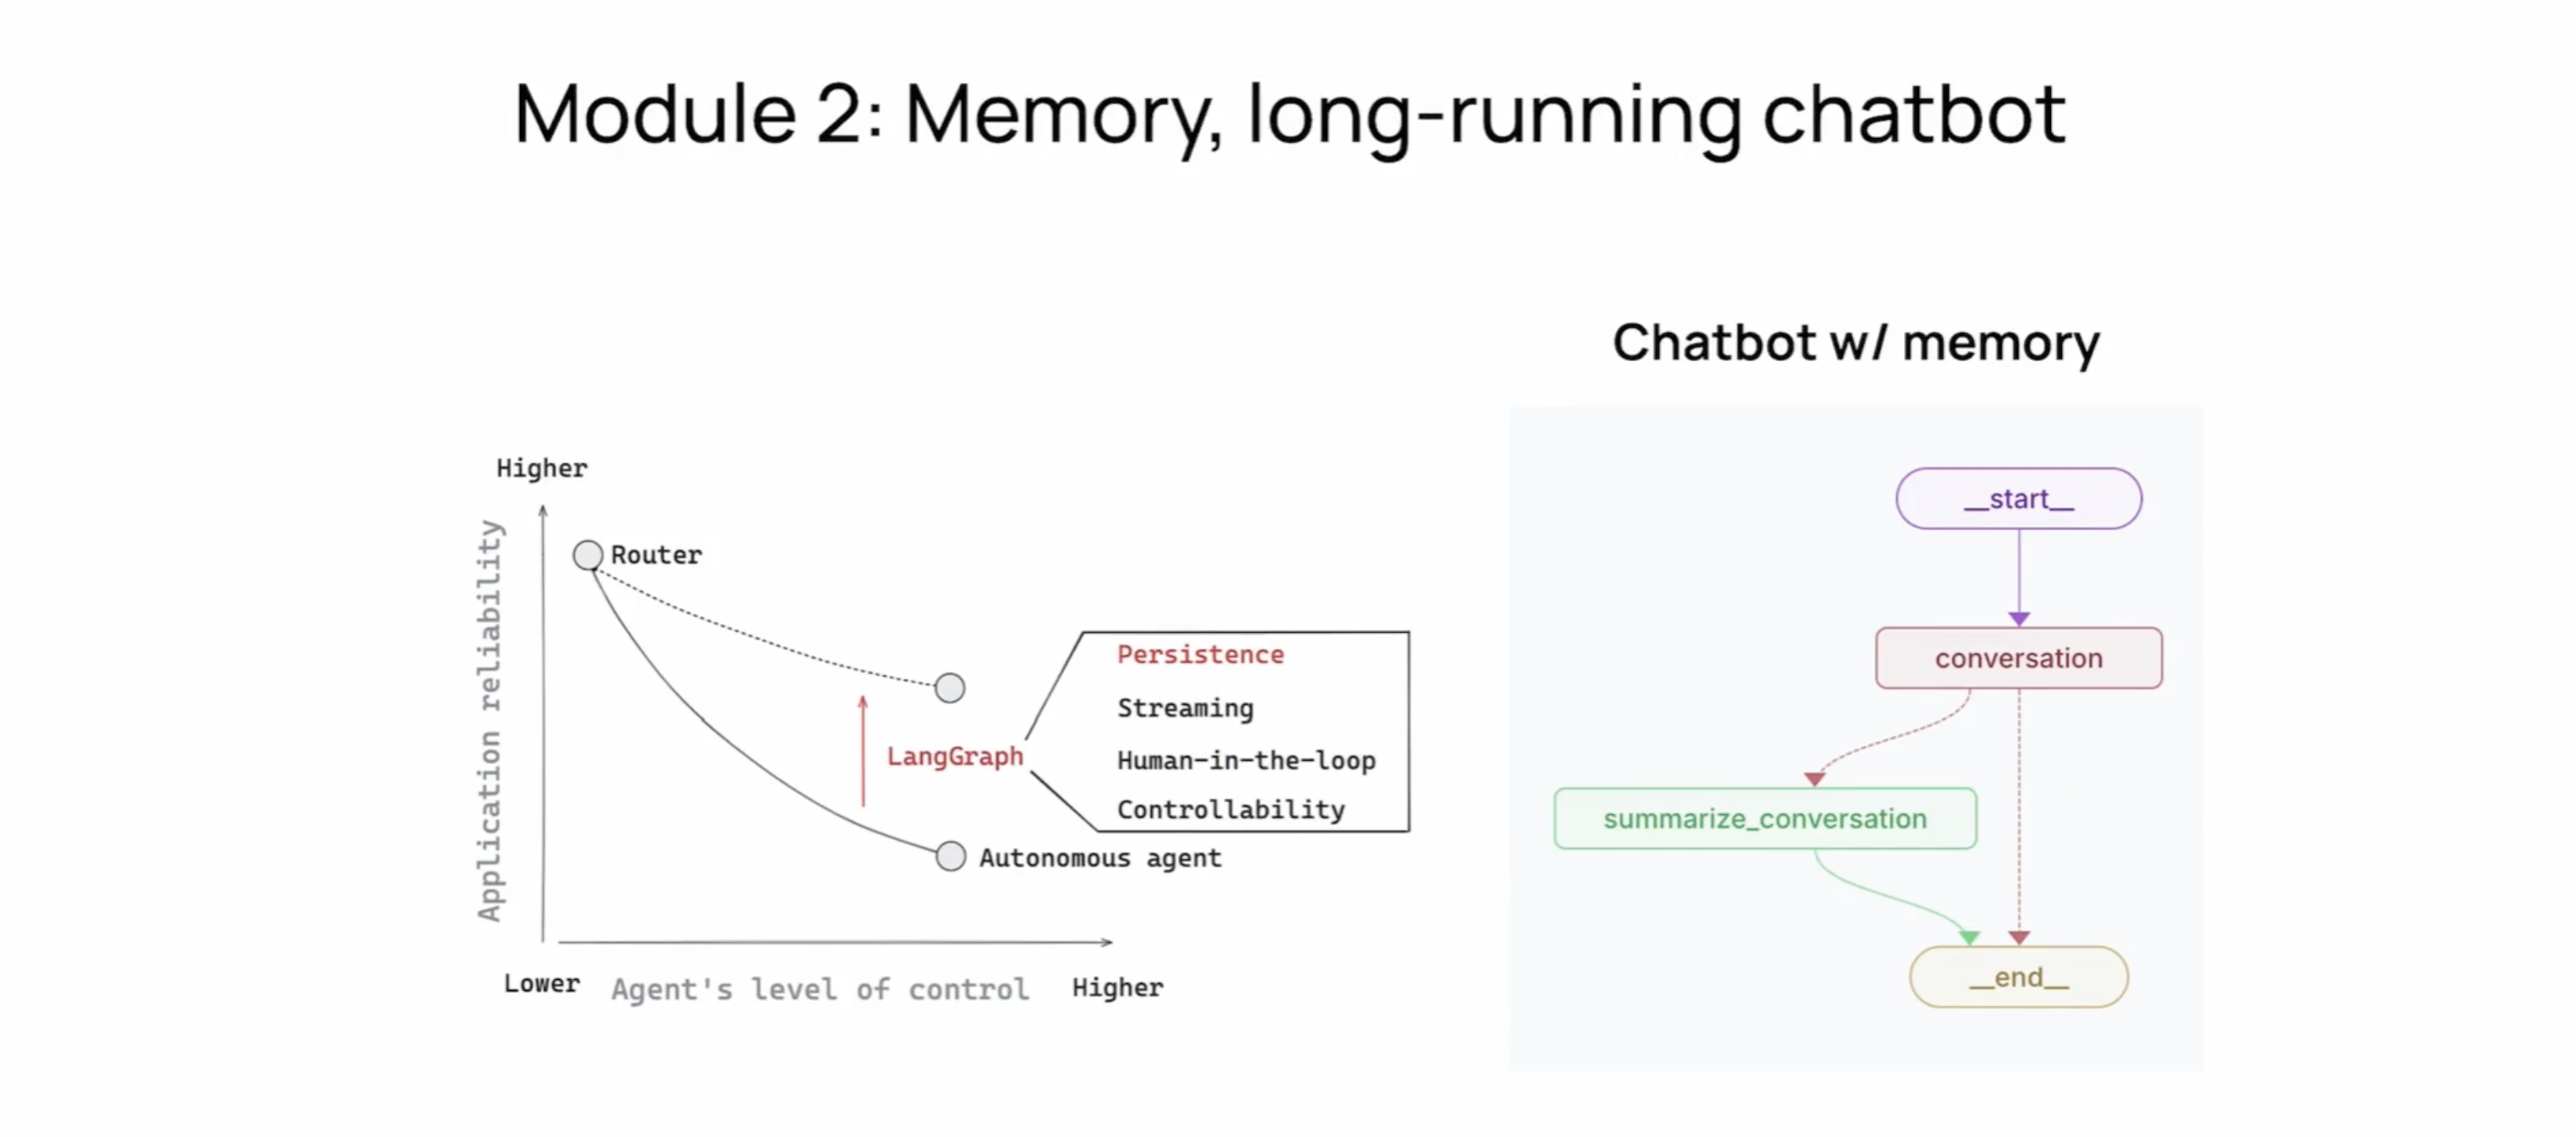 Module 2: Memory, long-running chatbot
Chatbot w/ memory
Higher
Application reliability
Router
LangGraph
Persistence
Streaming
Human-in-the-loop
Controllability
Autonomous agent
Lower
Agent's level of control
Higher
__start__
conversation
summarize_conversation
__end__